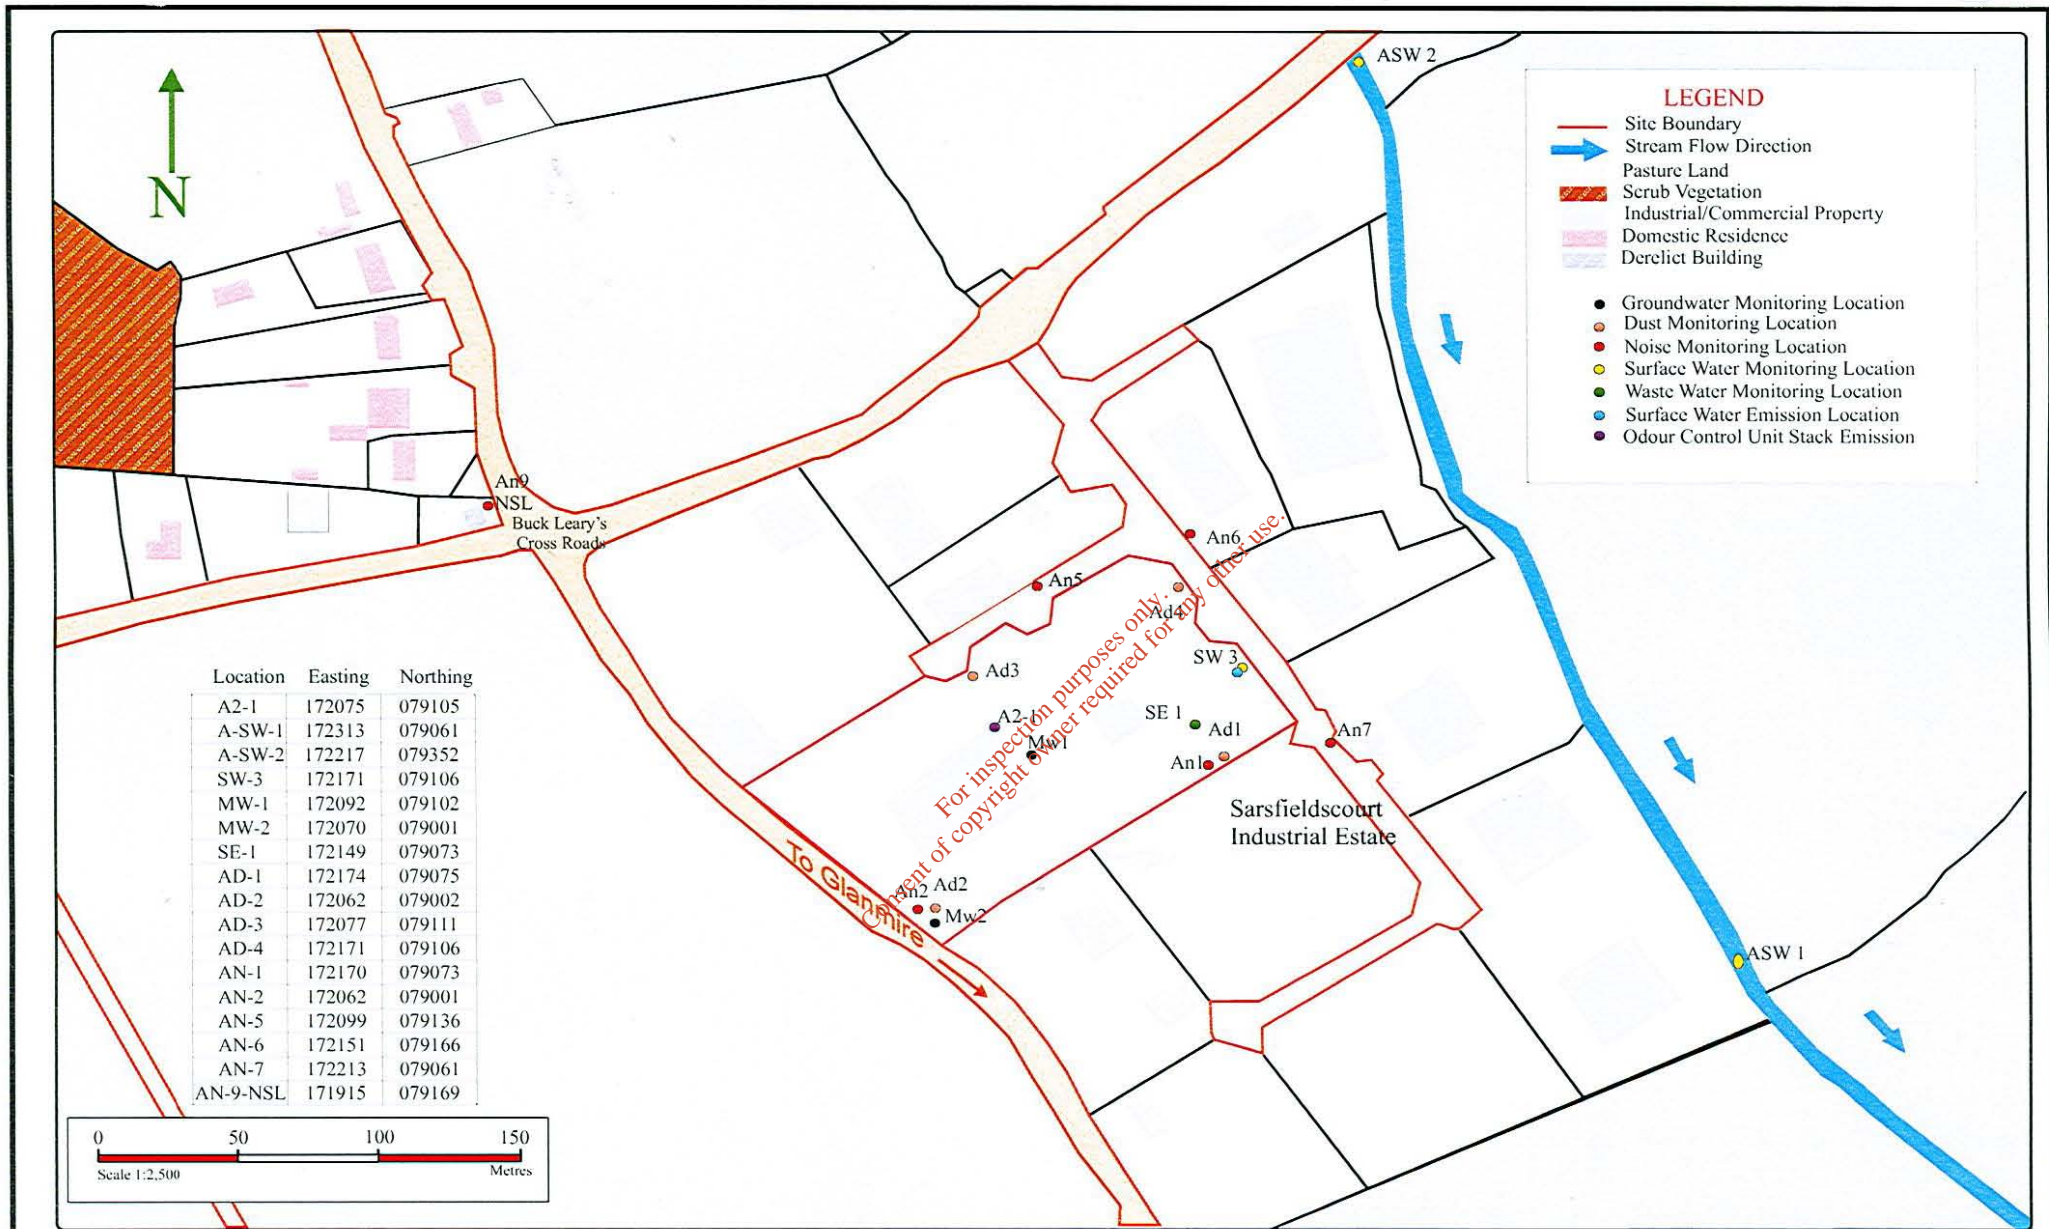 ASW 2
N
LEGEND
Site Boundary
Stream Flow Direction
Pasture Land
Scrub Vegetation
Industrial/Commercial Property
Domestic Residence
Derelict Building
Groundwater Monitoring Location
Dust Monitoring Location
Noise Monitoring Location
Surface Water Monitoring Location
Waste Water Monitoring Location
Surface Water Emission Location
Odour Control Unit Stack Emission
An9
NSL
Buck Leary's
Cross Roads
An6
An5
Ad4
SW 3
Ad3
A2-1
Mw1
SE 1
Ad1
An1
An7
Sarsfieldscourt
Industrial Estate
For inspection purposes only.
Consent of copyright owner required for any other use.
To Glanmire
An2
Ad2
Mw2
ASW 1
Location Easting Northing
A2-1 172075 079105
A-SW-1 172313 079061
A-SW-2 172217 079352
SW-3 172171 079106
MW-1 172092 079102
MW-2 172070 079001
SE-1 172149 079073
AD-1 172174 079075
AD-2 172062 079002
AD-3 172077 079111
AD-4 172171 079106
AN-1 172170 079073
AN-2 172062 079001
AN-5 172099 079136
AN-6 172151 079166
AN-7 172213 079061
AN-9-NSL 171915 079169
0 50 100 150
Scale 1:2,500 Metres